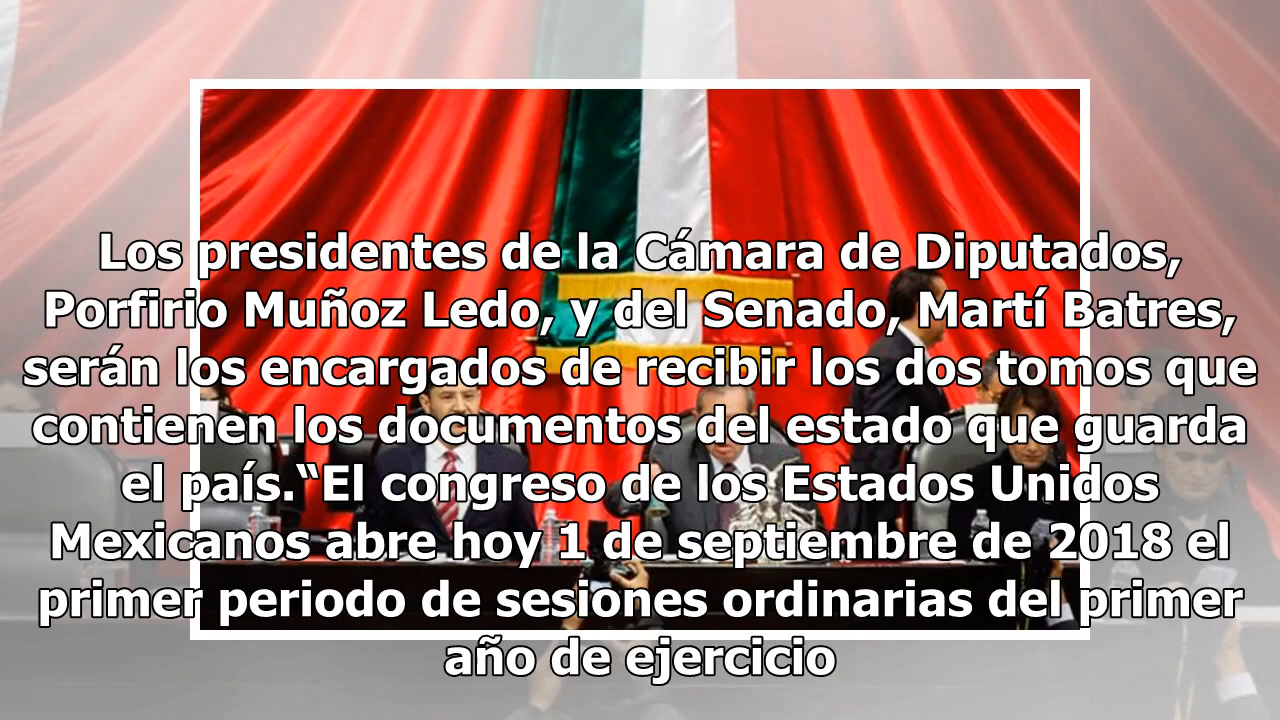 Los presidentes de la Cámara de Diputados,
Porfirio Muñoz Ledo, y del Senado, Martí Batres,
serán los encargados de recibir los dos tomos que
contienen los documentos del estado que guarda
el país.“El congreso de los Estados Unidos
Mexicanos abre hoy 1 de septiembre de 2018 el
primer periodo de sesiones ordinarias del primer
año de ejercicio